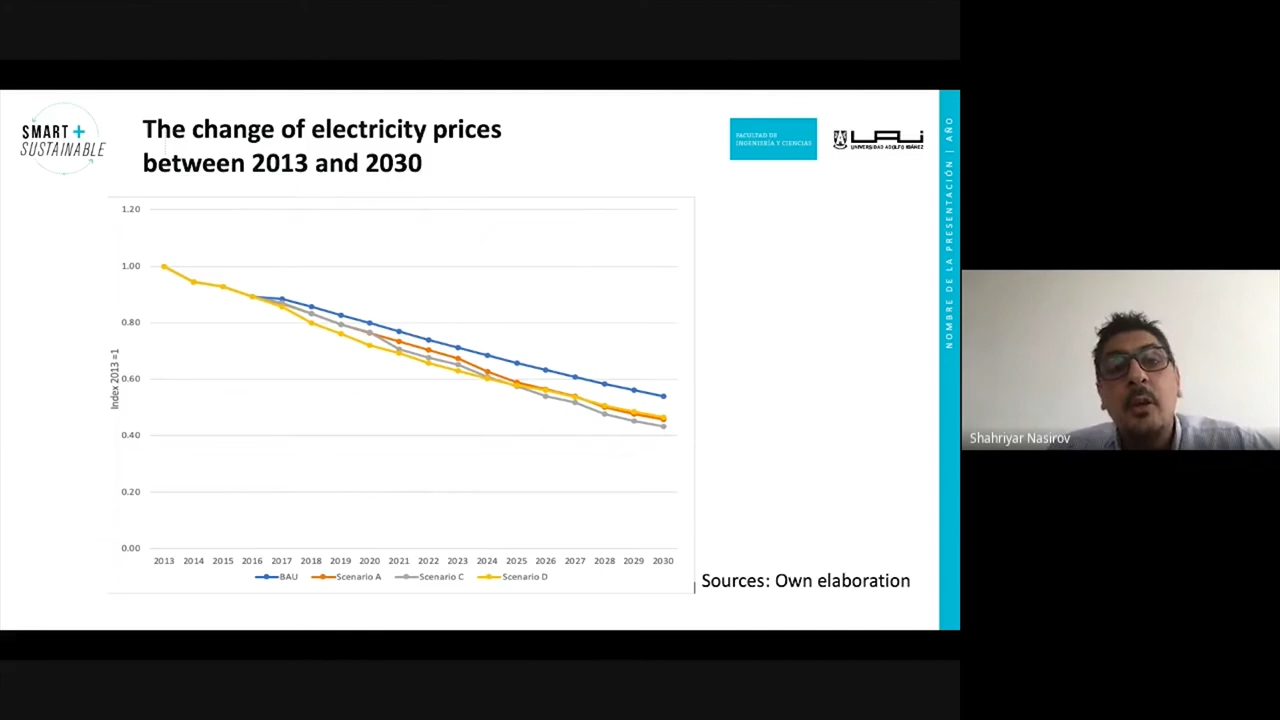 SMART +
SUSTAINABLE
The change of electricity prices
between 2013 and 2030
FACULTAD DE
INGENIERÍA Y CIENCIAS
UAI
UNIVERSIDAD ADOLFO IBÁÑEZ
NOMBRE DE LA PRESENTACIÓN | AÑO
Index 2013 =1
1.20
1.00
0.80
0.60
0.40
0.20
0.00
2013 2014 2015 2016 2017 2018 2019 2020 2021 2022 2023 2024 2025 2026 2027 2028 2029 2030
BAU Scenario A Scenario C Scenario D
Sources: Own elaboration
Shahriyar Nasirov